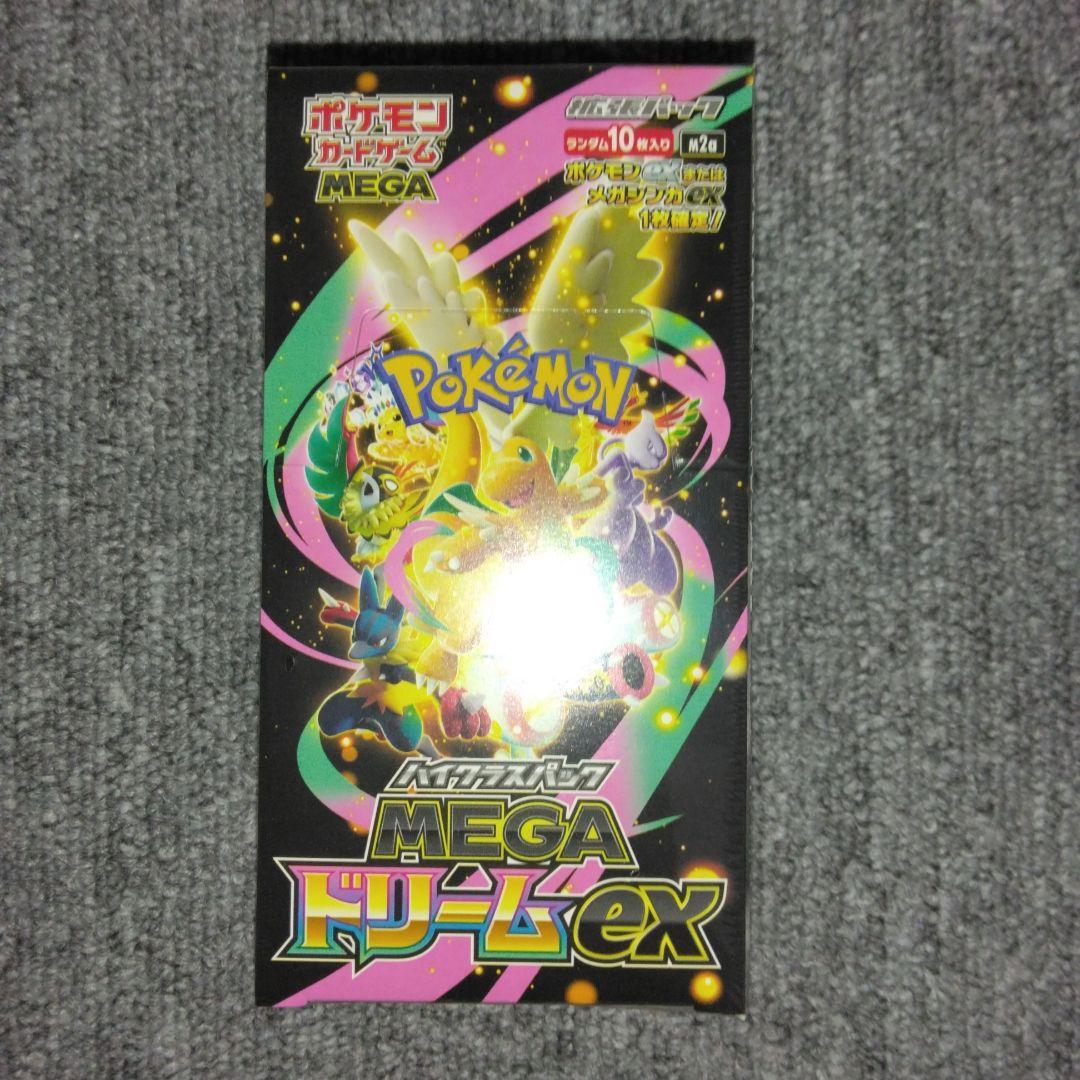 ポケモン
カードゲーム™
MEGA
拡張パック
ランダム10枚入り M2a
ポケモンexまたは
メガシンカex
1枚確定!
POKÉMON
ハイクラスパック
MEGA
ドリームex